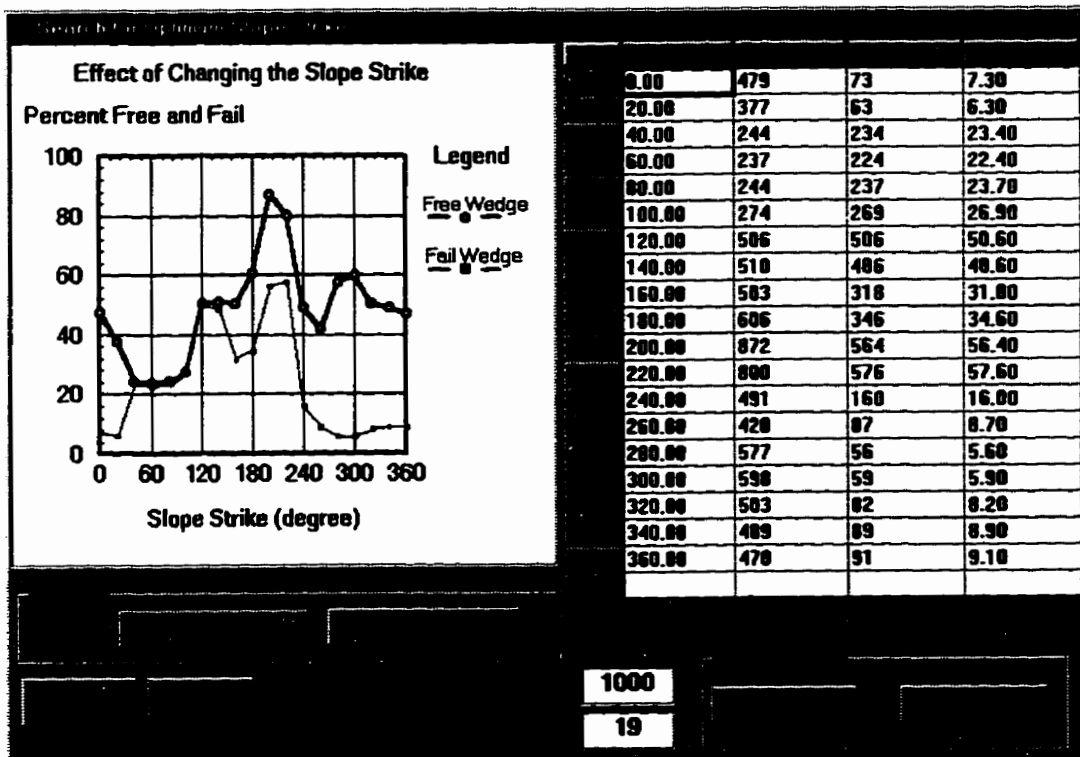 Search for Optimum Slope Strike
Effect of Changing the Slope Strike
Percent Free and Fail
100
80
60
40
20
0
0 60 120 180 240 300 360
Slope Strike (degree)
Legend
Free Wedge
Fail Wedge
0.00 479 73 7.30
20.00 377 63 6.30
40.00 244 234 23.40
60.00 237 224 22.40
80.00 244 237 23.70
100.00 274 269 26.90
120.00 506 506 50.60
140.00 510 486 48.60
160.00 503 318 31.80
180.00 606 346 34.60
200.00 872 564 56.40
220.00 800 576 57.60
240.00 491 160 16.00
260.00 420 87 8.70
280.00 577 56 5.60
300.00 598 59 5.90
320.00 503 82 8.20
340.00 489 89 8.90
360.00 470 91 9.10
1000
19